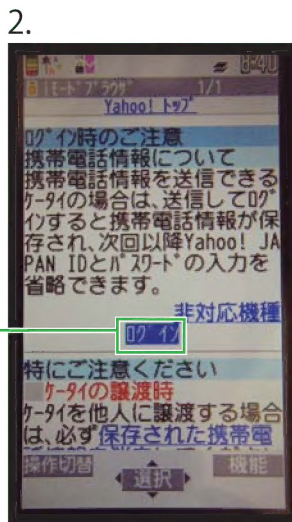 2.
8:40
iモードブラウザ 1/1
Yahoo! トップ
ログイン時のご注意
携帯電話情報について
携帯電話情報を送信できる
ケータイの場合は、送信してログ
インすると携帯電話情報が保
存され、次回以降Yahoo! JA
PAN IDとパスワードの入力を
省略できます。
非対応機種
ログイン
特にご注意ください
ケータイの譲渡時
ケータイを他人に譲渡する場合
は、必ず保存された携帯電
操作切替 選択 機能